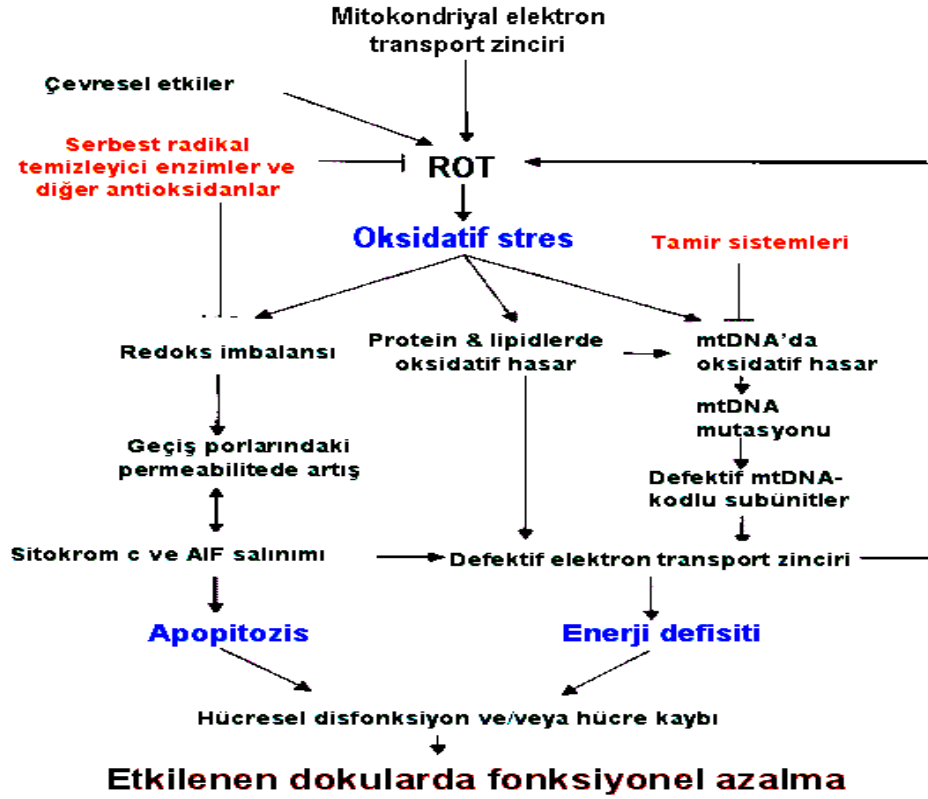 Mitokondriyal elektron
transport zinciri
Çevresel etkiler
Serbest radikal
temizleyici enzimler ve
diğer antioksidanlar
ROT
Oksidatif stres
Tamir sistemleri
Redoks imbalansı
Protein & lipidlerde
oksidatif hasar
mtDNA'da
oksidatif hasar
mtDNA
mutasyonu
Geçiş porlarındaki
permeabilitede artış
Defektif mtDNA-
kodlu subünitler
Sitokrom c ve AIF salınımı
Defektif elektron transport zinciri
Apopitozis
Enerji defisiti
Hücresel disfonksiyon ve/veya hücre kaybı
Etkilenen dokularda fonksiyonel azalma